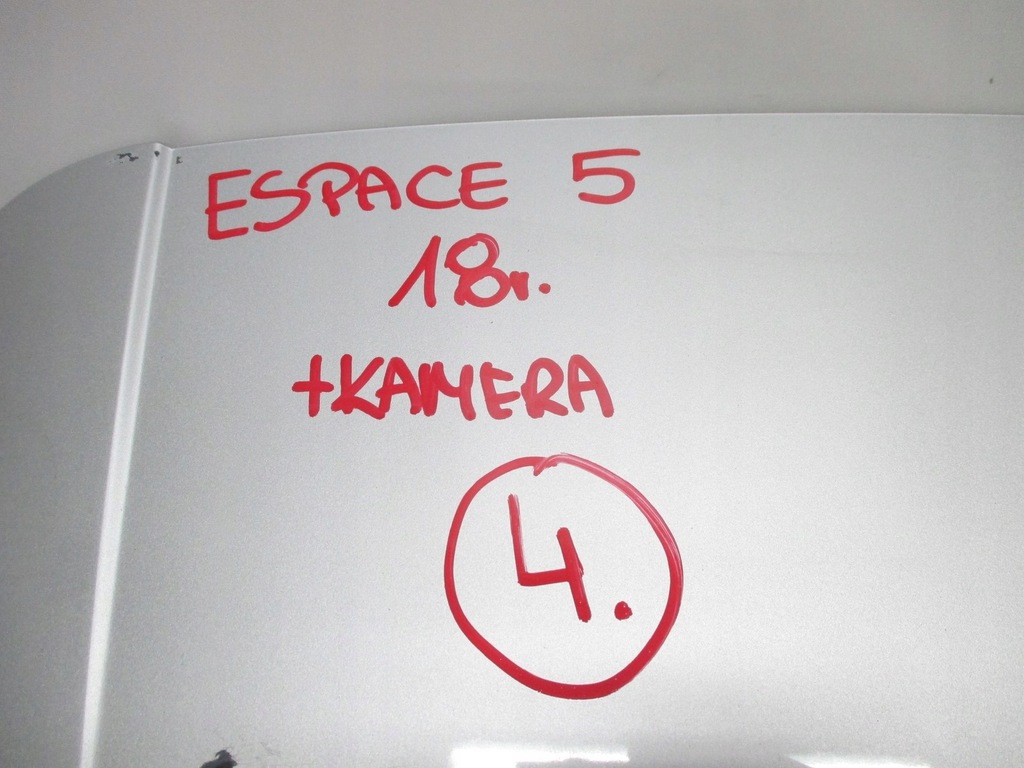 ESPACE 5
18r.
+KAMERA
4.